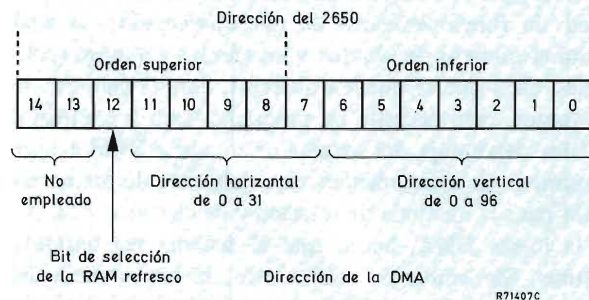 Dirección del 2650
Orden superior Orden inferior
14 13 12 11 10 9 8 7 6 5 4 3 2 1 0
No
empleado
Dirección horizontal
de 0 a 31
Dirección vertical
de 0 a 96
Bit de selección
de la RAM refresco
Dirección de la DMA
R71407C